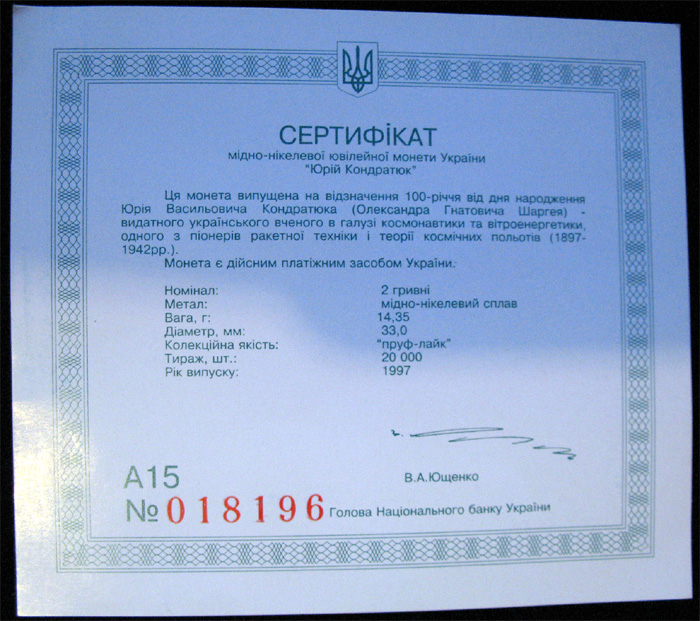 СЕРТИФІКАТ
мідно-нікелевої ювілейної монети України
"Юрій Кондратюк"
Ця монета випущена на відзначення 100-річчя від дня народження
Юрія Васильовича Кондратюка (Олександра Гнатовича Шаргея) -
видатного українського вченого в галузі космонавтики та вітроенергетики,
одного з піонерів ракетної техніки і теорії космічних польотів (1897-
1942рр.).
Монета є дійсним платіжним засобом України.
Номінал: 2 гривні
Метал: мідно-нікелевий сплав
Вага, г: 14,35
Діаметр, мм: 33,0
Колекційна якість: "пруф-лайк"
Тираж, шт.: 20 000
Рік випуску: 1997
А15
В.А.Ющенко
№ 018196 Голова Національного банку України